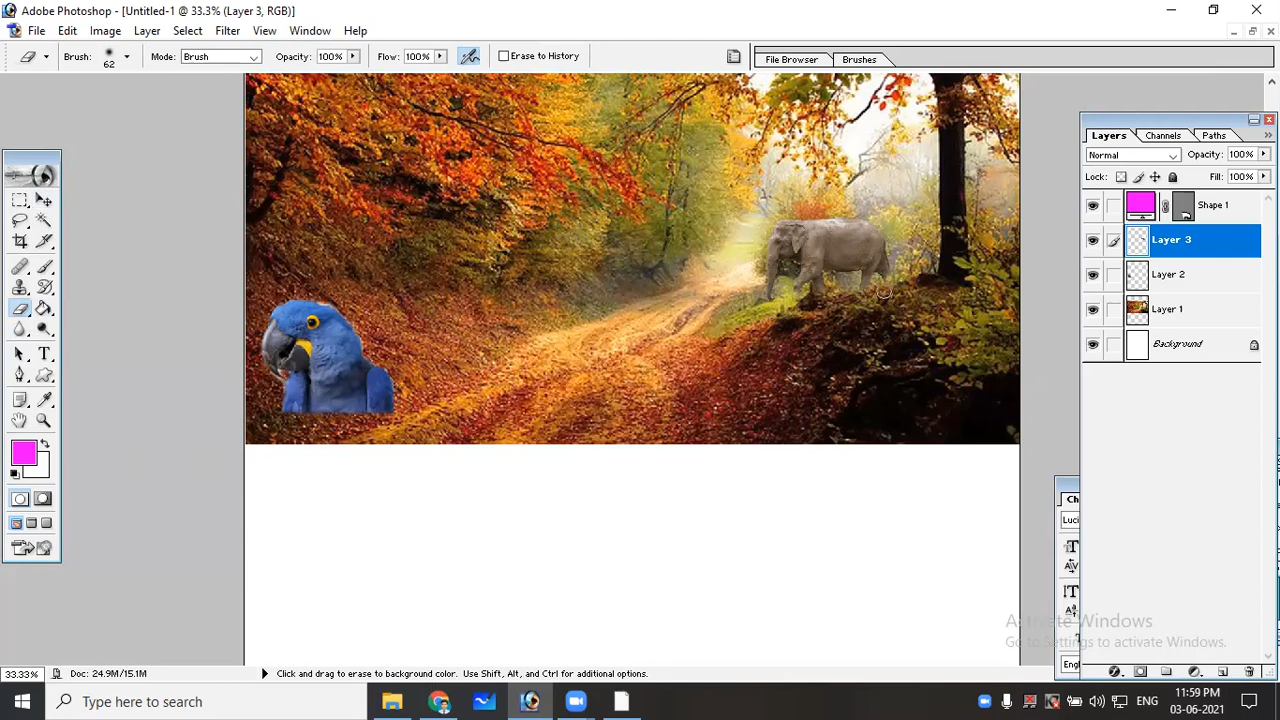 Adobe Photoshop - [Untitled-1 @ 33.3% (Layer 3, RGB)]
File Edit Image Layer Select Filter View Window Help
Brush: 62 Mode: Brush Opacity: 100% Flow: 100% Erase to History File Browser Brushes
Layers Channels Paths
Normal Opacity: 100%
Lock: Fill: 100%
Shape 1
Layer 3
Layer 2
Layer 1
Background
Activate Windows
Go to Settings to activate Windows.
33.33% Doc: 24.9M/15.1M Click and drag to erase to background color. Use Shift, Alt, and Ctrl for additional options.
Type here to search
ENG
11:59 PM
03-06-2021